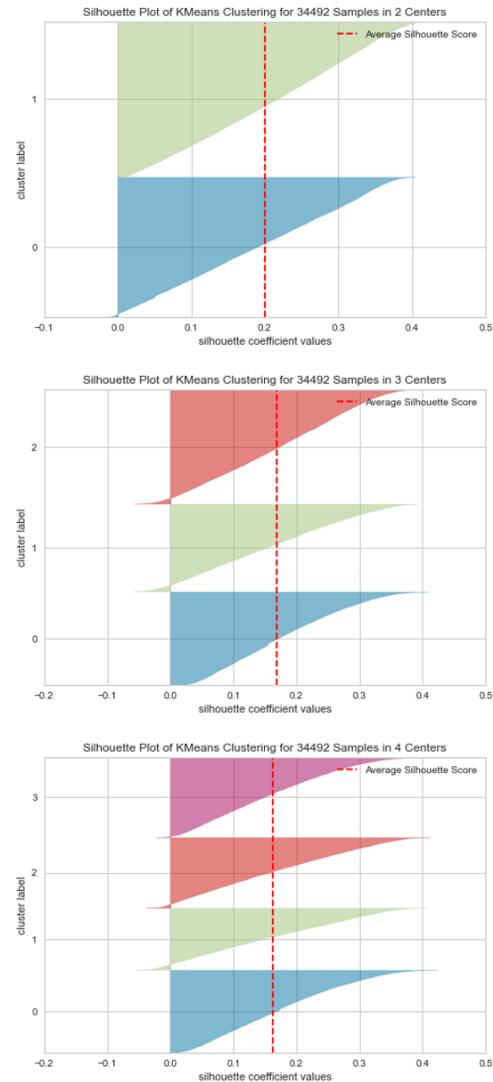 Silhouette Plot of KMeans Clustering for 34492 Samples in 2 Centers
Average Silhouette Score
1
0
cluster label
−0.1 0.0 0.1 0.2 0.3 0.4 0.5
silhouette coefficient values
Silhouette Plot of KMeans Clustering for 34492 Samples in 3 Centers
Average Silhouette Score
2
1
0
cluster label
−0.2 −0.1 0.0 0.1 0.2 0.3 0.4 0.5
silhouette coefficient values
Silhouette Plot of KMeans Clustering for 34492 Samples in 4 Centers
Average Silhouette Score
3
2
1
0
cluster label
−0.2 −0.1 0.0 0.1 0.2 0.3 0.4 0.5
silhouette coefficient values